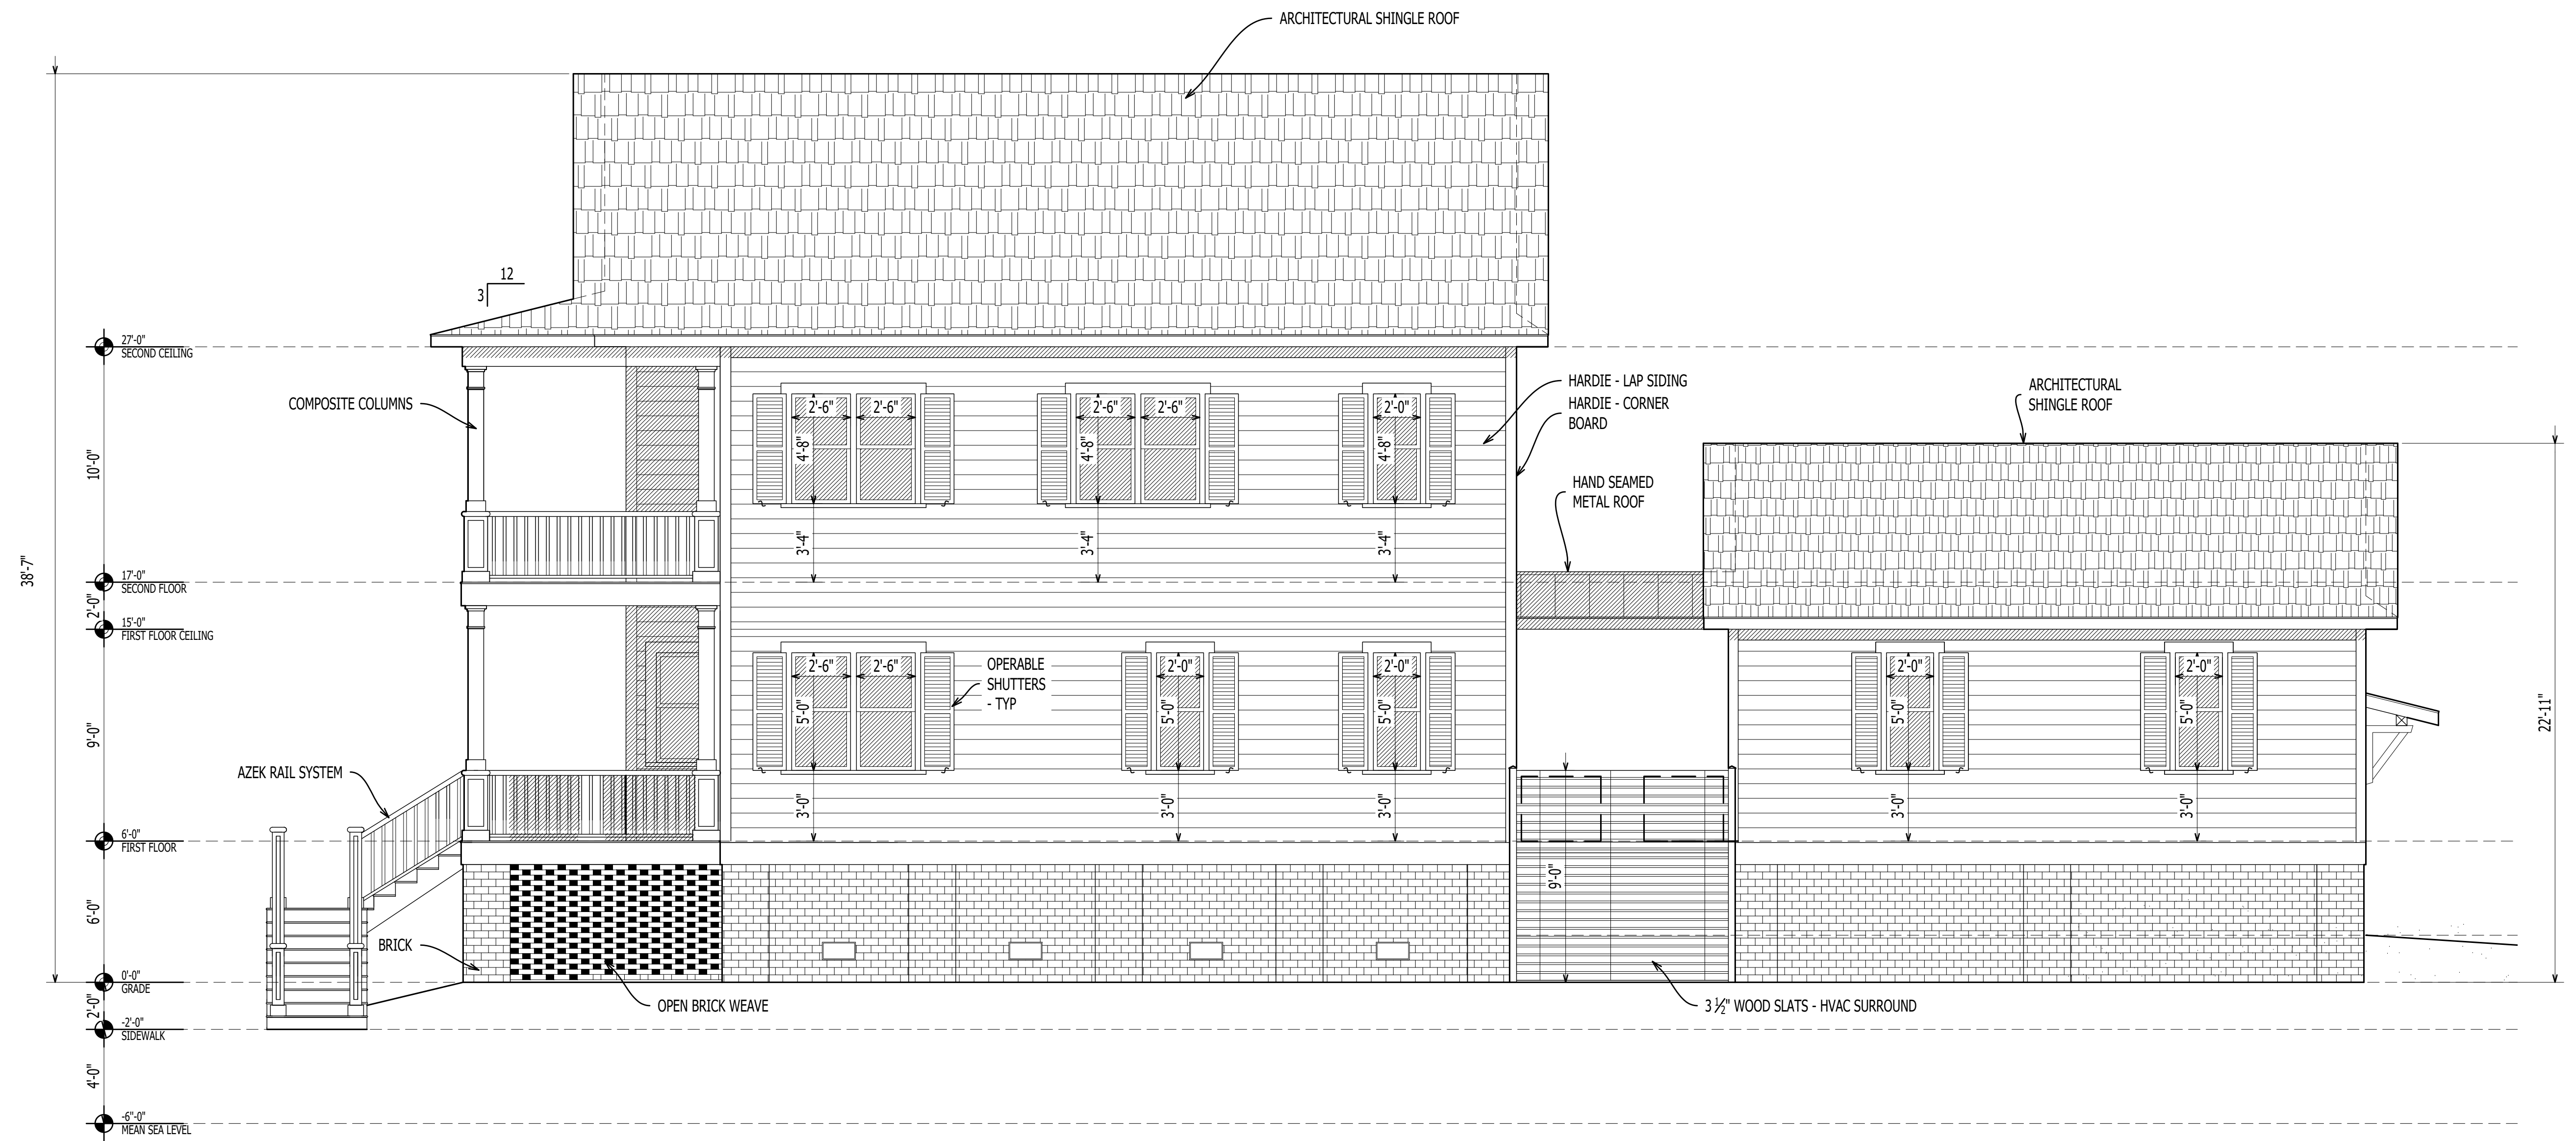 ARCHITECTURAL SHINGLE ROOF
12
3
27'-0"
SECOND CEILING
COMPOSITE COLUMNS
10'-0"
38'-7"
17'-0"
SECOND FLOOR
2'-0"
15'-0"
FIRST FLOOR CEILING
9'-0"
AZEK RAIL SYSTEM
6'-0"
FIRST FLOOR
6'-0"
BRICK
0'-0"
GRADE
2'-0"
-2'-0"
SIDEWALK
4'-0"
-6"-0"
MEAN SEA LEVEL
2'-6" 2'-6"
4'-8"
3'-4"
2'-6" 2'-6"
4'-8"
3'-4"
2'-0"
4'-8"
3'-4"
HARDIE - LAP SIDING
HARDIE - CORNER
BOARD
HAND SEAMED
METAL ROOF
ARCHITECTURAL
SHINGLE ROOF
2'-6" 2'-6"
5'-0"
3'-0"
OPERABLE
SHUTTERS
- TYP
2'-0"
5'-0"
3'-0"
2'-0"
5'-0"
3'-0"
9'-0"
2'-0"
5'-0"
3'-0"
2'-0"
5'-0"
3'-0"
22'-11"
OPEN BRICK WEAVE
3 ½" WOOD SLATS - HVAC SURROUND